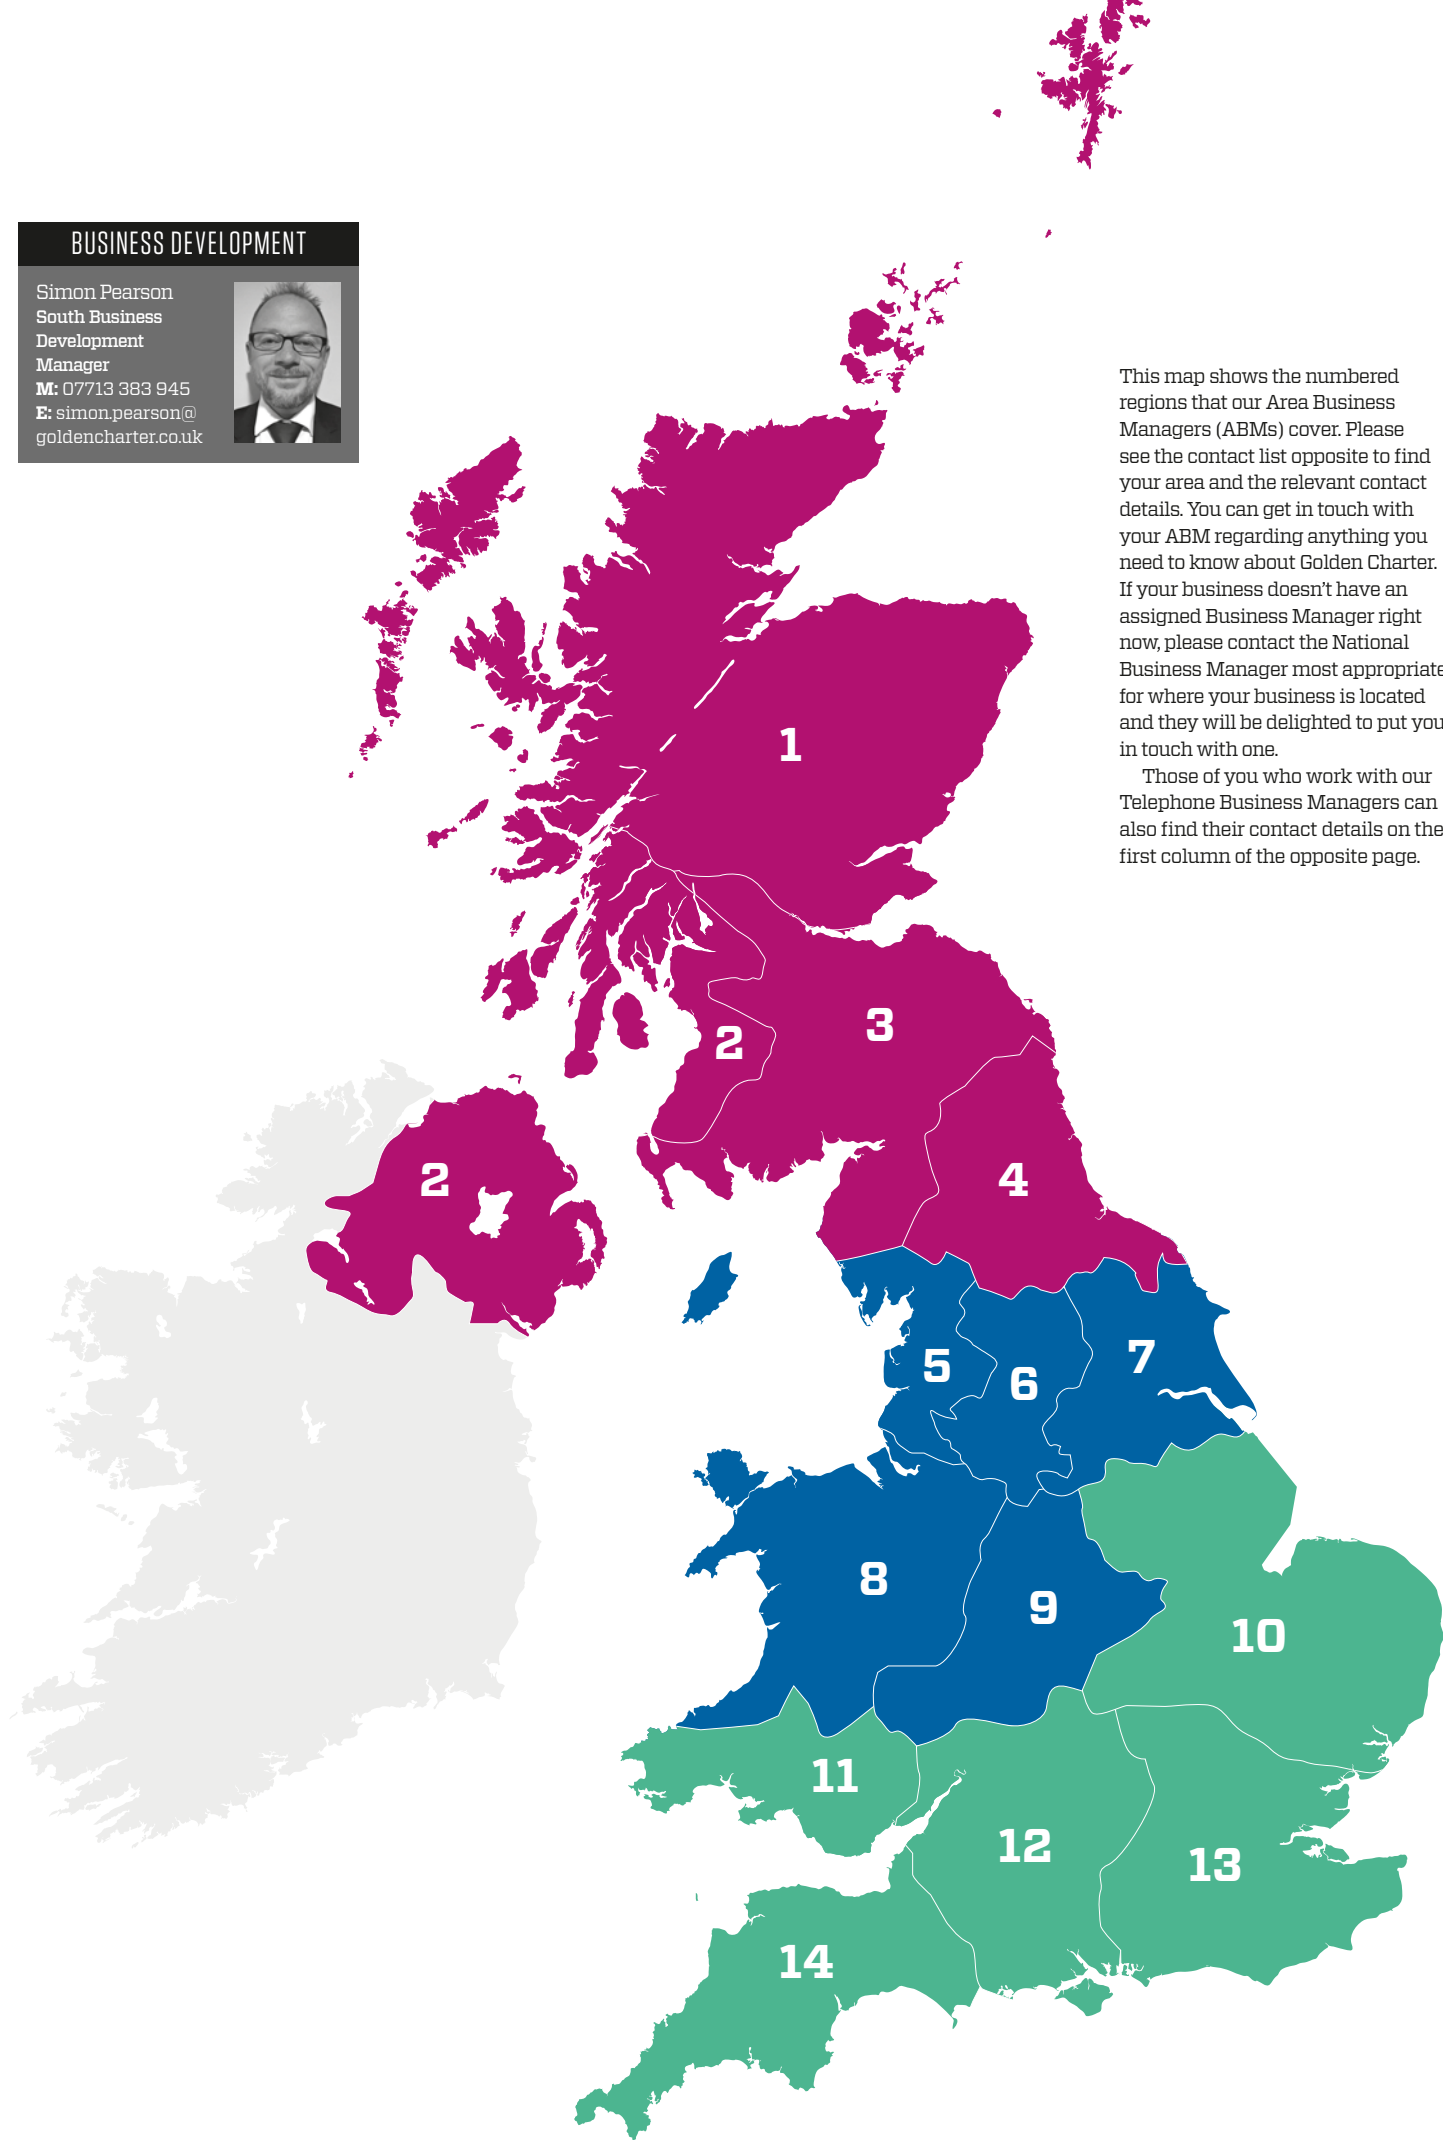 BUSINESS DEVELOPMENT
Simon Pearson
South Business
Development
Manager
M: 07713 383 945
E: simon.pearson@
goldencharter.co.uk
This map shows the numbered
regions that our Area Business
Managers (ABMs) cover. Please
see the contact list opposite to find
your area and the relevant contact
details. You can get in touch with
your ABM regarding anything you
need to know about Golden Charter.
If your business doesn’t have an
assigned Business Manager right
now, please contact the National
Business Manager most appropriate
for where your business is located
and they will be delighted to put you
in touch with one.
Those of you who work with our
Telephone Business Managers can
also find their contact details on the
first column of the opposite page.
1
2
3
2
4
5
6
7
8
9
10
11
12
13
14